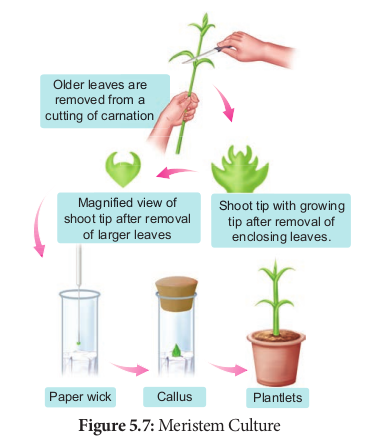 Older leaves are
removed from a
cutting of carnation
Magnified view of
shoot tip after removal
of larger leaves
Shoot tip with growing
tip after removal of
enclosing leaves.
Paper wick
Callus
Plantlets
Figure 5.7: Meristem Culture